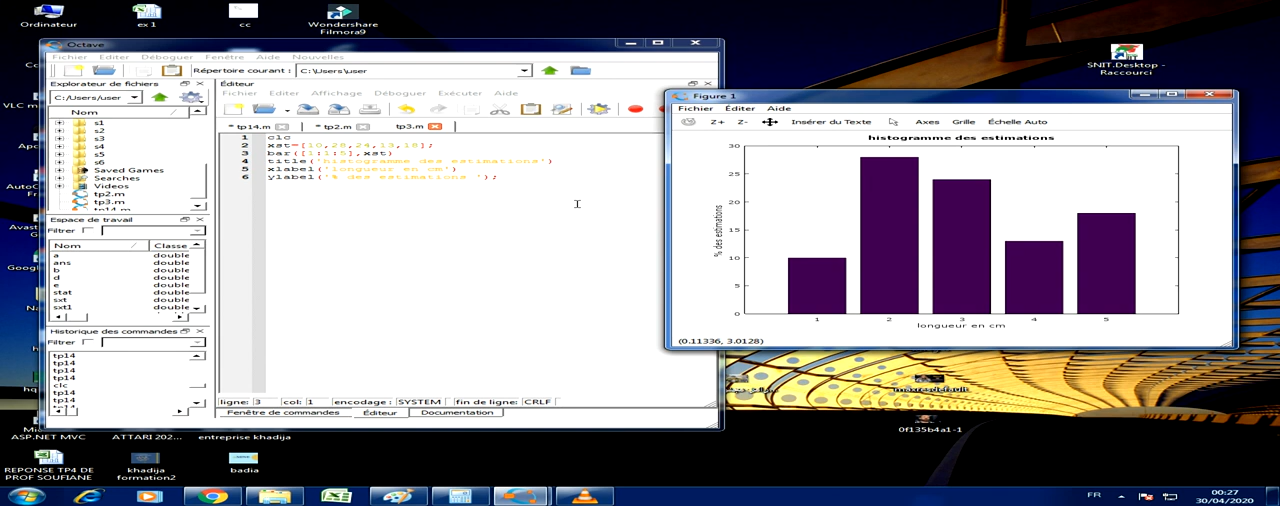 Ordinateur
ex 1
cc
Wondershare
Filmora9
SNIT.Desktop -
Raccourci
Octave
Fichier Editer Déboguer Fenêtre Aide Nouvelles
Répertoire courant : C:\Users\user
Explorateur de fichiers
C:/Users/user
Nom
s1
s2
s3
s4
s5
s6
Saved Games
Searches
Videos
tp2.m
tp3.m
tp14.m
Espace de travail
Filtrer
Nom Classe
a double
ans double
b double
d double
e double
stat double
sxt double
sxt1 double
Historique des commandes
Filtrer
tp14
tp14
tp14
tp14
clc
tp14
tp14
Éditeur
Fichier Editer Affichage Déboguer Exécuter Aide
* tp14.m * tp2.m tp3.m
1 clc
2 xst=[10,28,24,13,18];
3 bar([1:1:5],xst)
4 title('histogramme des estimations')
5 xlabel('longueur en cm')
6 ylabel('% des estimations ');
ligne: 3 col: 1 encodage : SYSTEM fin de ligne: CRLF
Fenêtre de commandes Éditeur Documentation
Figure 1
Fichier Éditer Aide
Z+ Z- Insérer du Texte Axes Grille Échelle Auto
histogramme des estimations
% des estimations
30
25
20
15
10
5
0
1 2 3 4 5
longueur en cm
(0.11336, 3.0128)
maxresdefault
0f135b4a1-1
ASP.NET MVC
ATTARI 202...
entreprise khadija
REPONSE TP4 DE
PROF SOUFIANE
khadija
formation2
badia
FR
00:27
30/04/2020